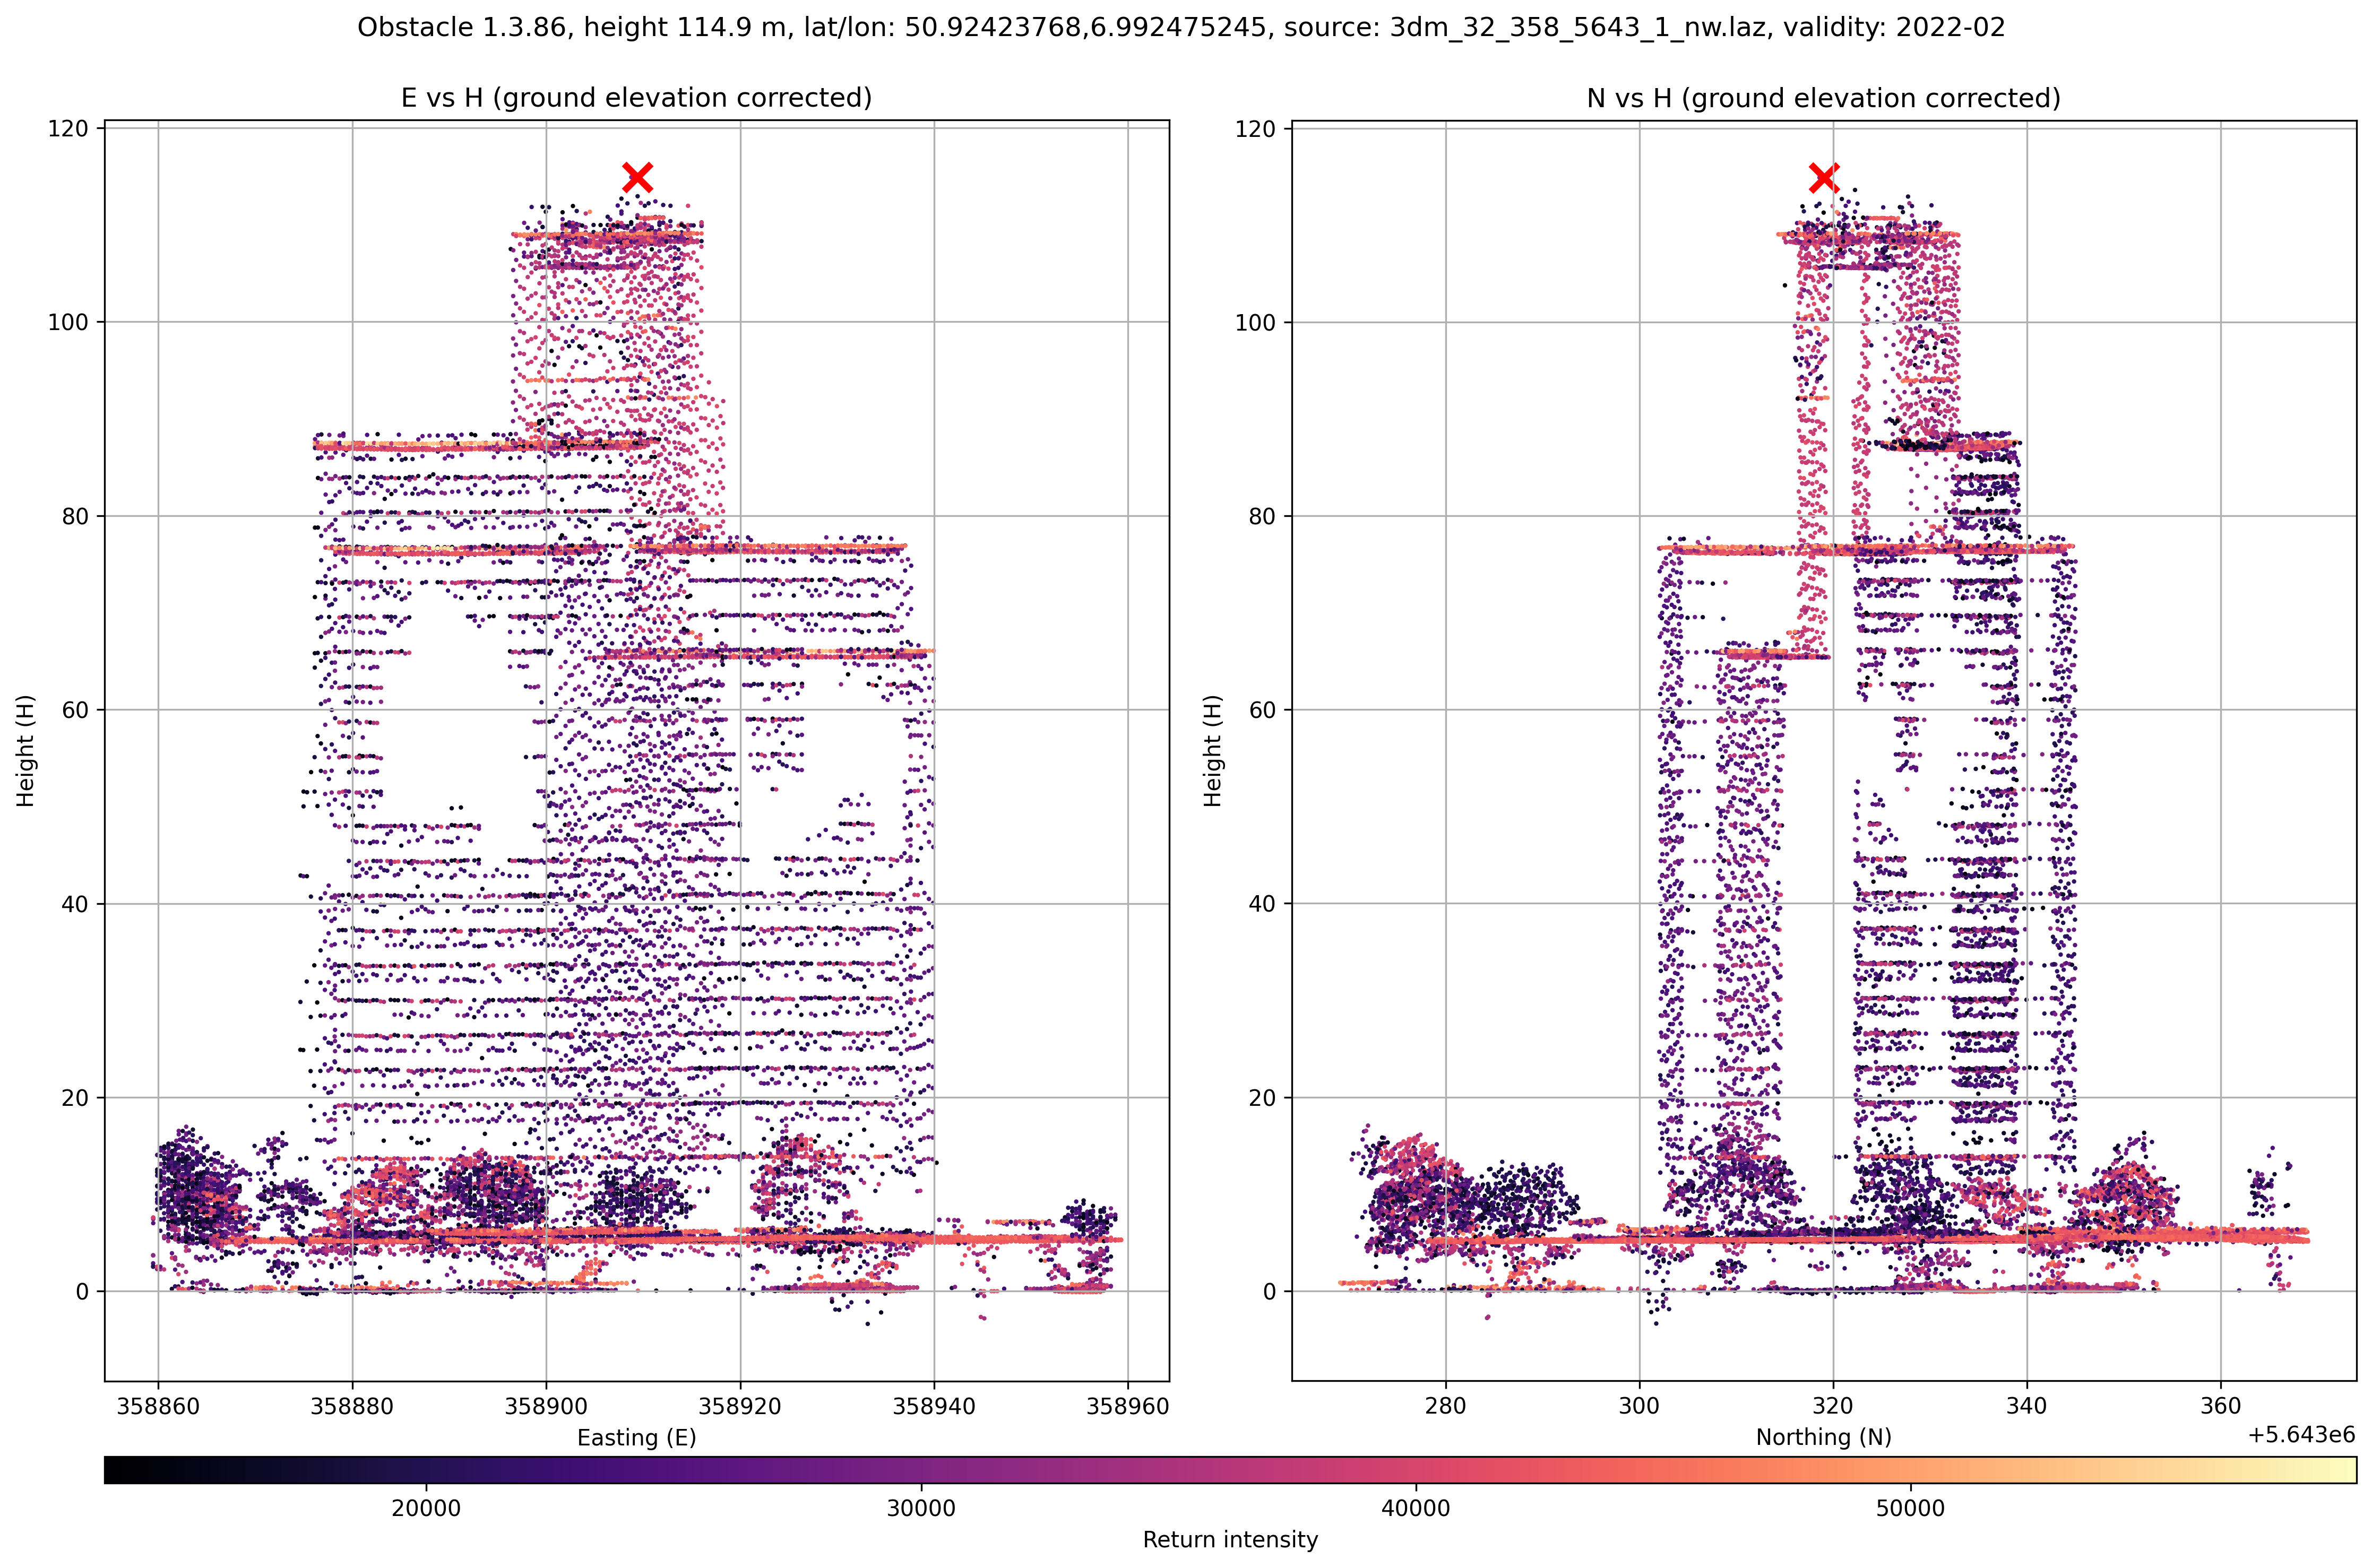 Obstacle 1.3.86, height 114.9 m, lat/lon: 50.92423768,6.992475245, source: 3dm_32_358_5643_1_nw.laz, validity: 2022-02
E vs H (ground elevation corrected)
120
100
80
60
40
20
0
Height (H)
358860 358880 358900 358920 358940 358960
Easting (E)
N vs H (ground elevation corrected)
120
100
80
60
40
20
0
Height (H)
280 300 320 340 360
+5.643e6
Northing (N)
20000 30000 40000 50000
Return intensity